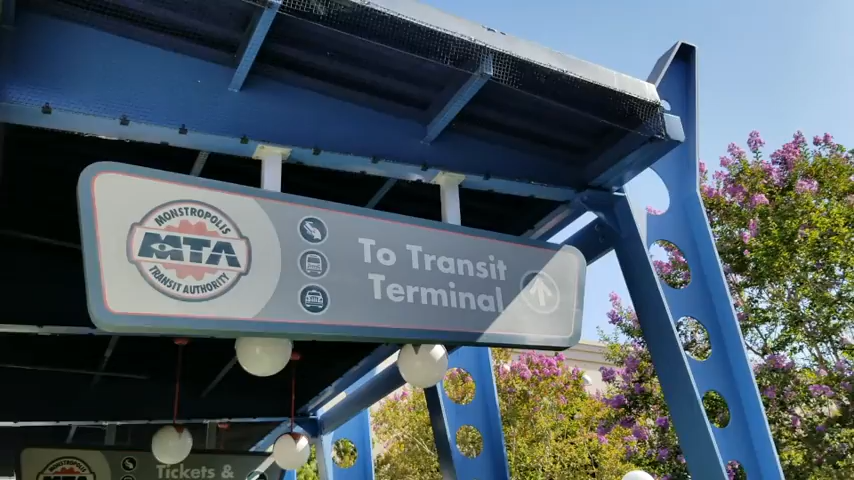 MONSTROPOLIS
MTA
TRANSIT AUTHORITY
To Transit
Terminal
MONSTROPOLIS
MTA
Tickets &